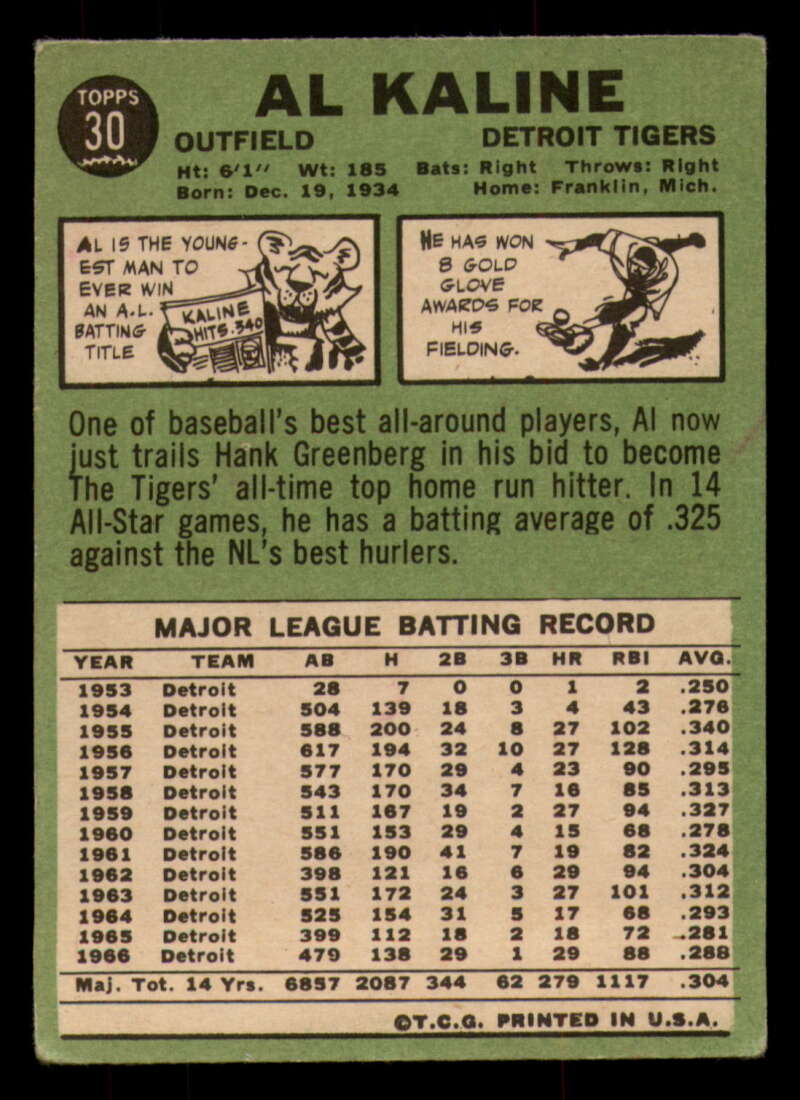 TOPPS
30
AL KALINE
OUTFIELD DETROIT TIGERS
Ht: 6'1" Wt: 185 Bats: Right Throws: Right
Born: Dec. 19, 1934 Home: Franklin, Mich.
AL IS THE YOUNG-
EST MAN TO
EVER WIN
AN A.L.
BATTING
TITLE
KALINE
HITS .340
HE HAS WON
8 GOLD
GLOVE
AWARDS FOR
HIS
FIELDING.
One of baseball's best all-around players, Al now
just trails Hank Greenberg in his bid to become
The Tigers' all-time top home run hitter. In 14
All-Star games, he has a batting average of .325
against the NL's best hurlers.
MAJOR LEAGUE BATTING RECORD
YEAR TEAM AB H 2B 3B HR RBI AVG.
1953 Detroit 28 7 0 0 1 2 .250
1954 Detroit 504 139 18 3 4 43 .276
1955 Detroit 588 200 24 8 27 102 .340
1956 Detroit 617 194 32 10 27 128 .314
1957 Detroit 577 170 29 4 23 90 .295
1958 Detroit 543 170 34 7 16 85 .313
1959 Detroit 511 167 19 2 27 94 .327
1960 Detroit 551 153 29 4 15 68 .278
1961 Detroit 586 190 41 7 19 82 .324
1962 Detroit 398 121 16 6 29 94 .304
1963 Detroit 551 172 24 3 27 101 .312
1964 Detroit 525 154 31 5 17 68 .293
1965 Detroit 399 112 18 2 18 72 .281
1966 Detroit 479 138 29 1 29 88 .288
Maj. Tot. 14 Yrs. 6857 2087 344 62 279 1117 .304
©T.C.G. PRINTED IN U.S.A.